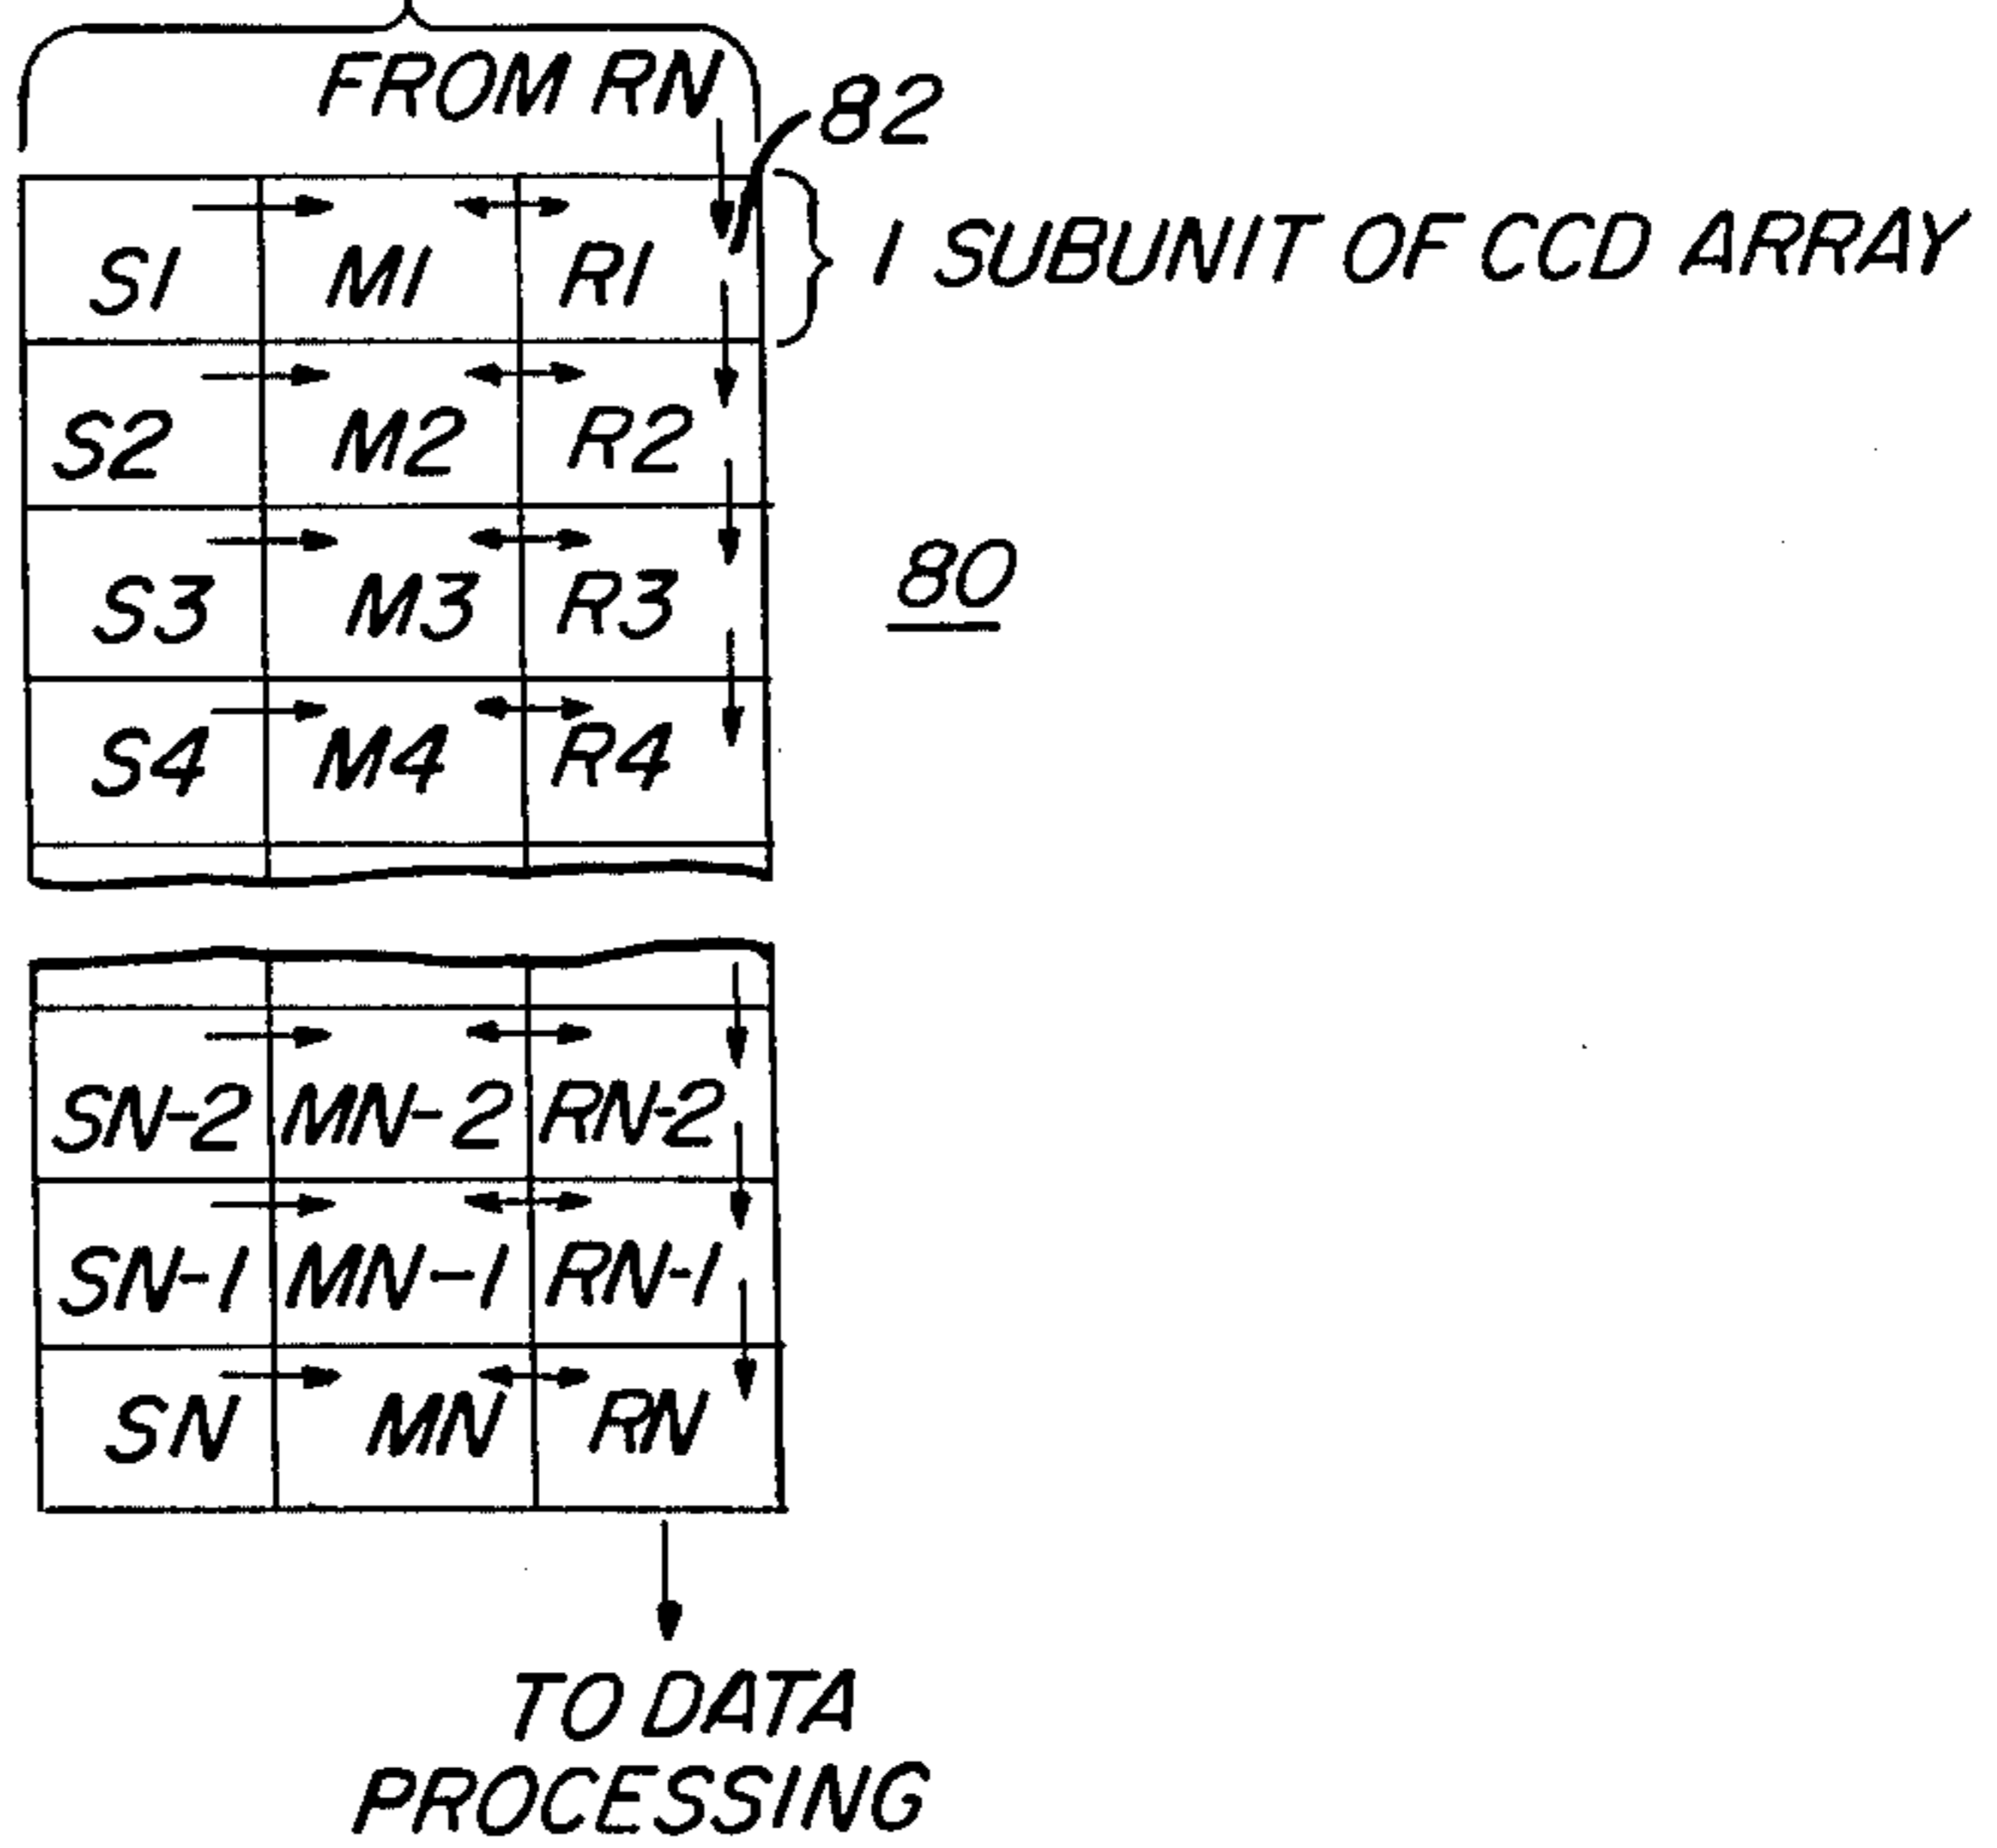 FROM RN
82
S1 M1 R1
1 SUBUNIT OF CCD ARRAY
S2 M2 R2
S3 M3 R3
80
S4 M4 R4
SN-2 MN-2 RN-2
SN-1 MN-1 RN-1
SN MN RN
TO DATA
PROCESSING